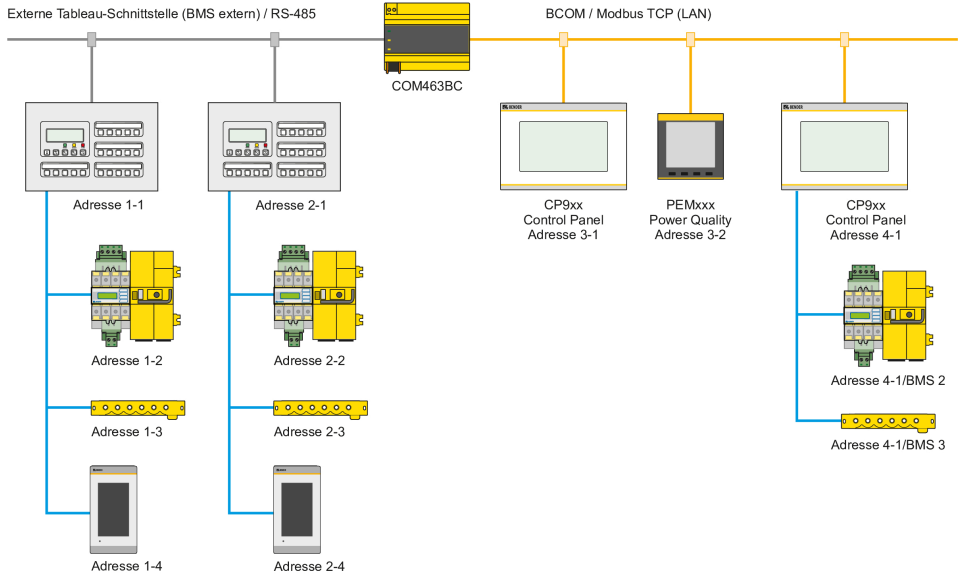 Externe Tableau-Schnittstelle (BMS extern) / RS-485
BCOM / Modbus TCP (LAN)
COM463BC
BENDER
BENDER
Adresse 1-1
Adresse 2-1
CP9xx
Control Panel
Adresse 3-1
PEMxxx
Power Quality
Adresse 3-2
CP9xx
Control Panel
Adresse 4-1
Adresse 1-2
Adresse 2-2
Adresse 4-1/BMS 2
Adresse 1-3
Adresse 2-3
Adresse 4-1/BMS 3
Adresse 1-4
Adresse 2-4